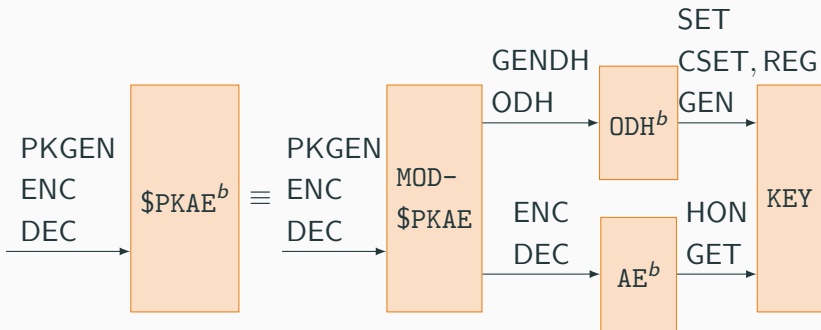 PKGEN
ENC
DEC
$PKAE^b
≡
PKGEN
ENC
DEC
MOD-
$PKAE
GENDH
ODH
ODH^b
SET
CSET, REG
GEN
ENC
DEC
AE^b
HON
GET
KEY